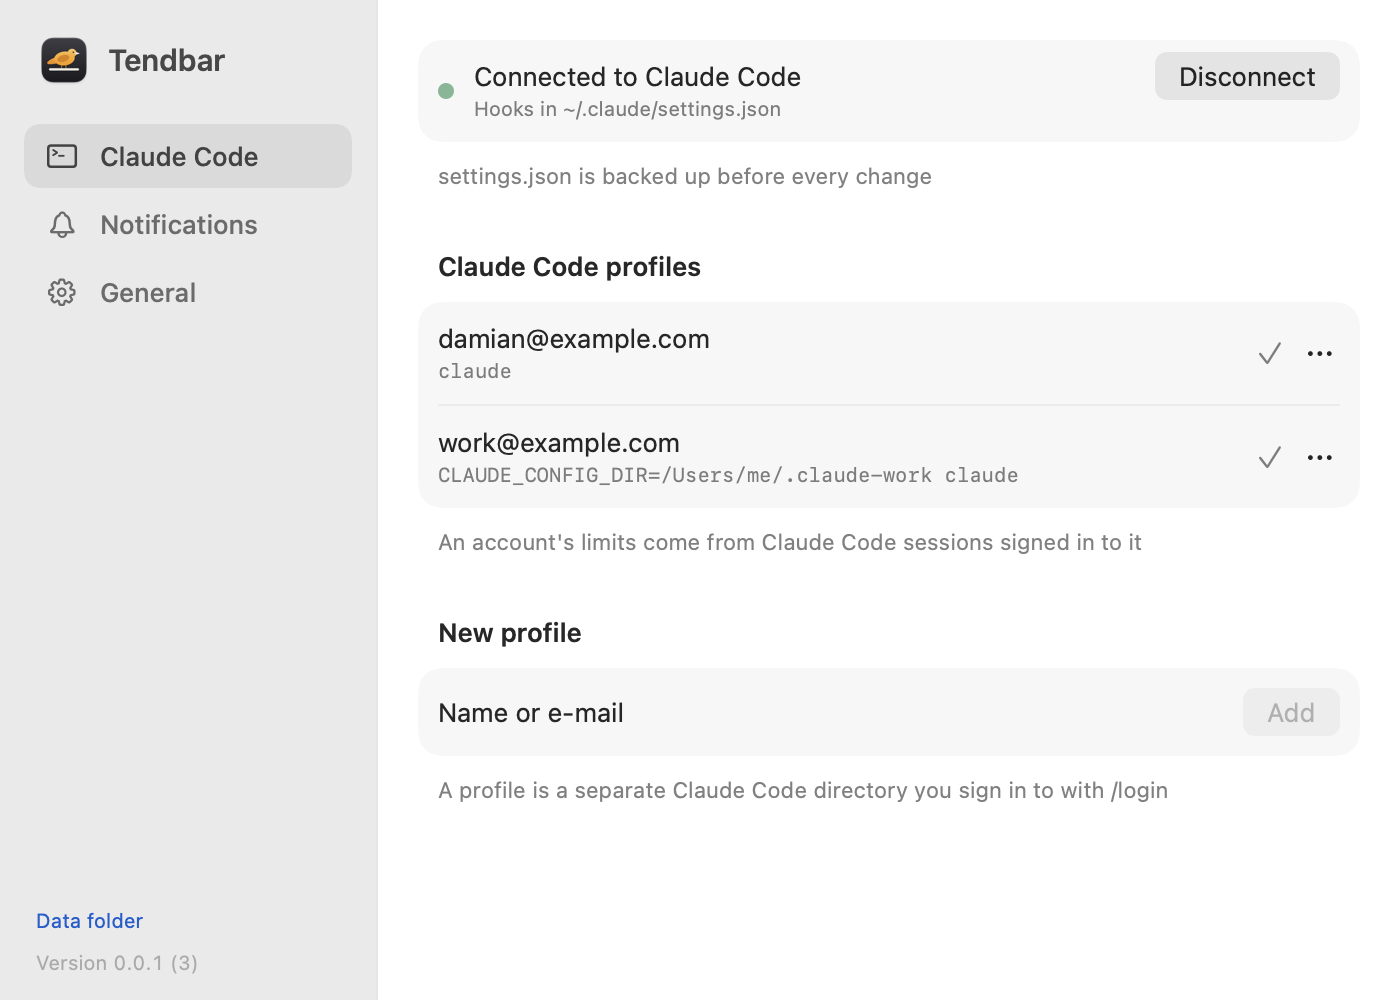 Tendbar
Claude Code
Notifications
General
Data folder
Version 0.0.1 (3)
Connected to Claude Code
Hooks in ~/.claude/settings.json
Disconnect
settings.json is backed up before every change
Claude Code profiles
damian@example.com
claude
work@example.com
CLAUDE_CONFIG_DIR=/Users/me/.claude-work claude
An account's limits come from Claude Code sessions signed in to it
New profile
Name or e-mail
Add
A profile is a separate Claude Code directory you sign in to with /login